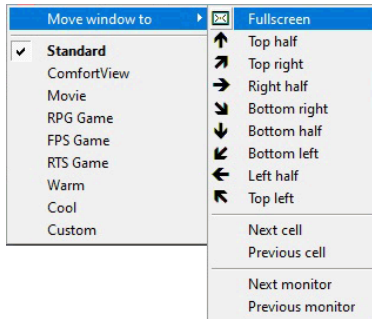 Move window to
Standard
ComfortView
Movie
RPG Game
FPS Game
RTS Game
Warm
Cool
Custom
Fullscreen
Top half
Top right
Right half
Bottom right
Bottom half
Bottom left
Left half
Top left
Next cell
Previous cell
Next monitor
Previous monitor